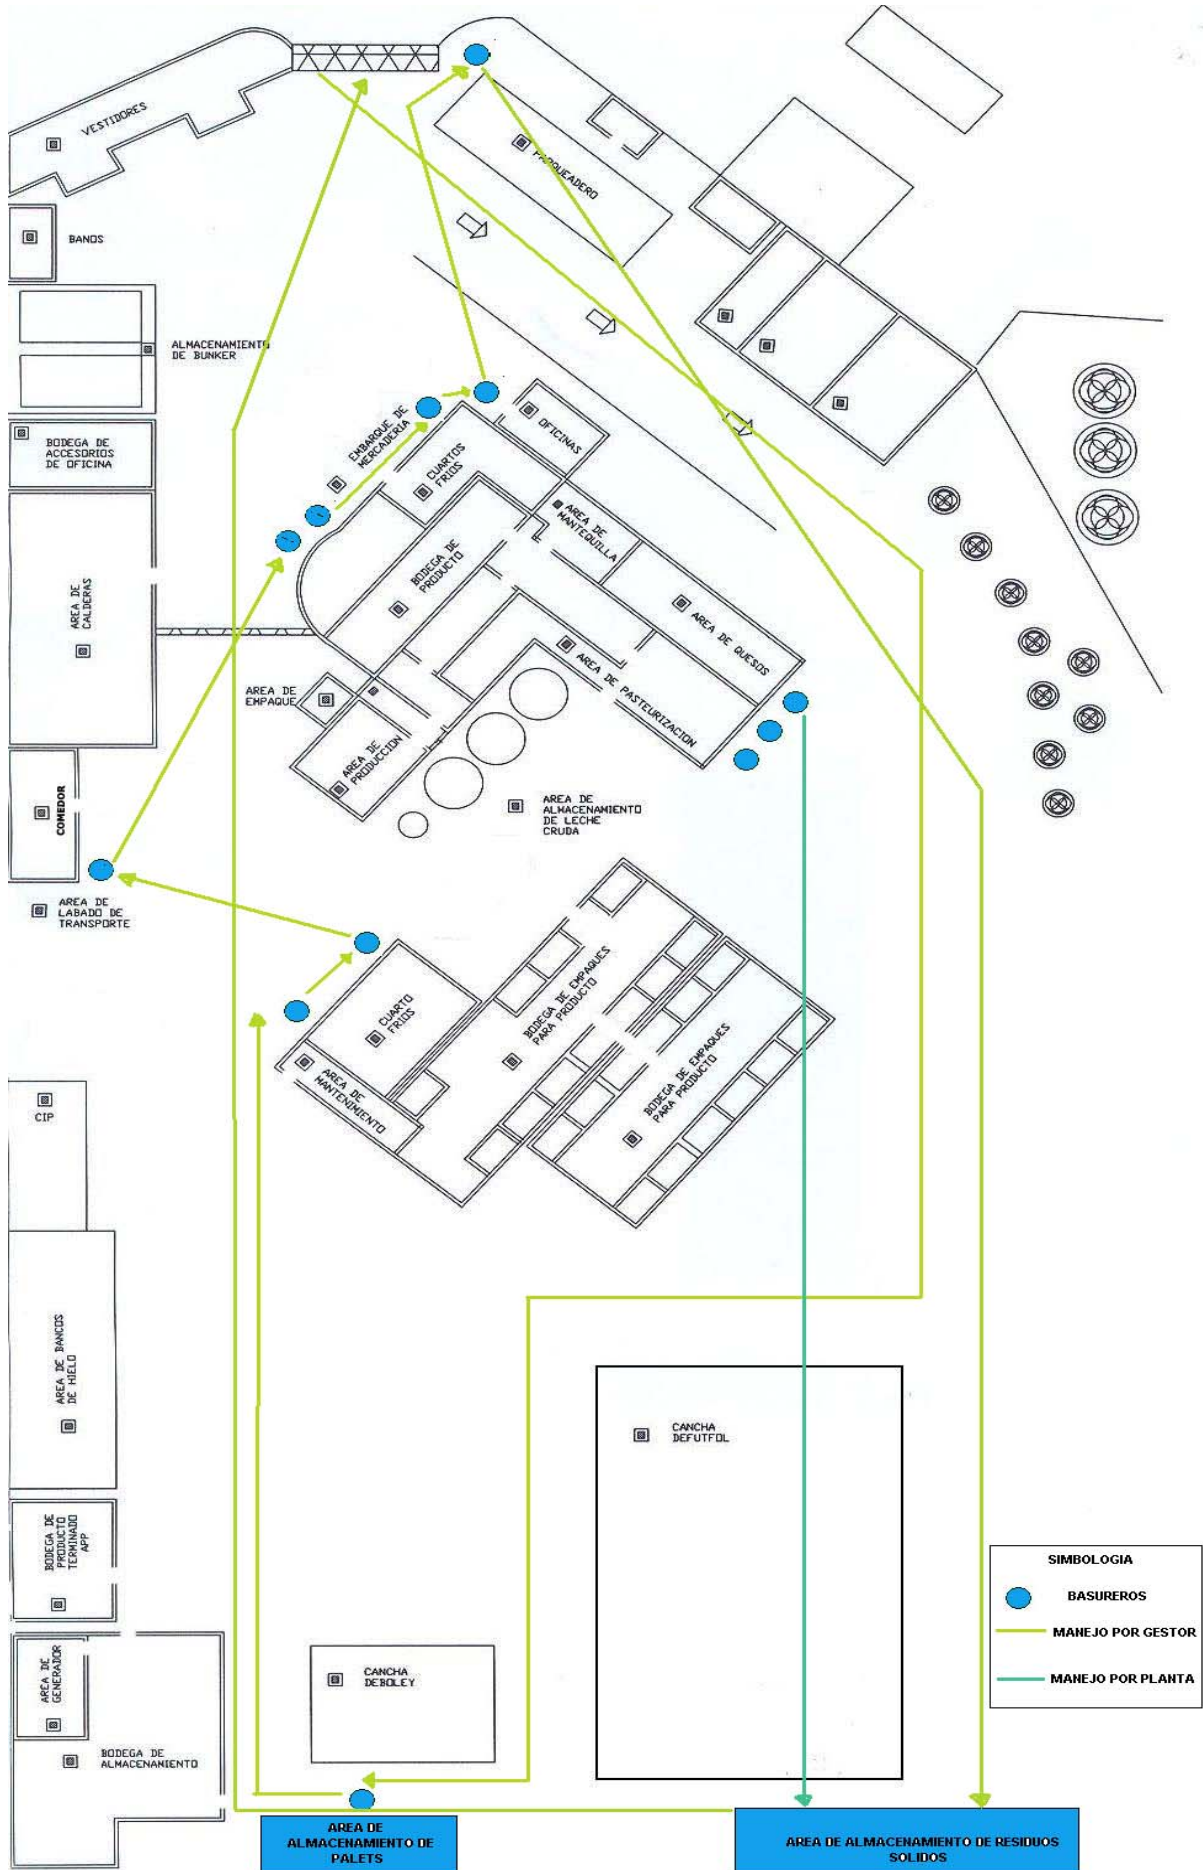 VESTIDORES
PARQUEADERO
BANOS
ALMACENAMIENTO
DE BUNKER
BODEGA DE
ACCESORIOS
DE OFICINA
EMBARQUE DE
MERCADERIA
OFICINAS
CUARTOS
FRIOS
AREA DE
MANTEQUILLA
BODEGA DE
PRODUCTO
AREA DE
CALDERAS
AREA DE QUESOS
AREA DE PASTEURIZACION
AREA DE
EMPAQUE
AREA DE
PRODUCCION
COMEDOR
AREA DE
ALMACENAMIENTO
DE LECHE
CRUDA
AREA DE
LABADO DE
TRANSPORTE
CUARTO
FRIOS
BODEGA DE EMPAQUES
PARA PRODUCTO
BODEGA DE EMPAQUES
PARA PRODUCTO
AREA DE
MANTENIMIENTO
CIP
AREA DE BANCOS
DE HIELO
CANCHA
DEFUTFOL
BODEGA DE
PRODUCTO
TERMINADO
APP
SIMBOLOGIA
BASUREROS
MANEJO POR GESTOR
MANEJO POR PLANTA
AREA DE
GENERADOR
CANCHA
DEBOLEY
BODEGA DE
ALMACENAMIENTO
AREA DE
ALMACENAMIENTO DE
PALETS
AREA DE ALMACENAMIENTO DE RESIDUOS
SOLIDOS